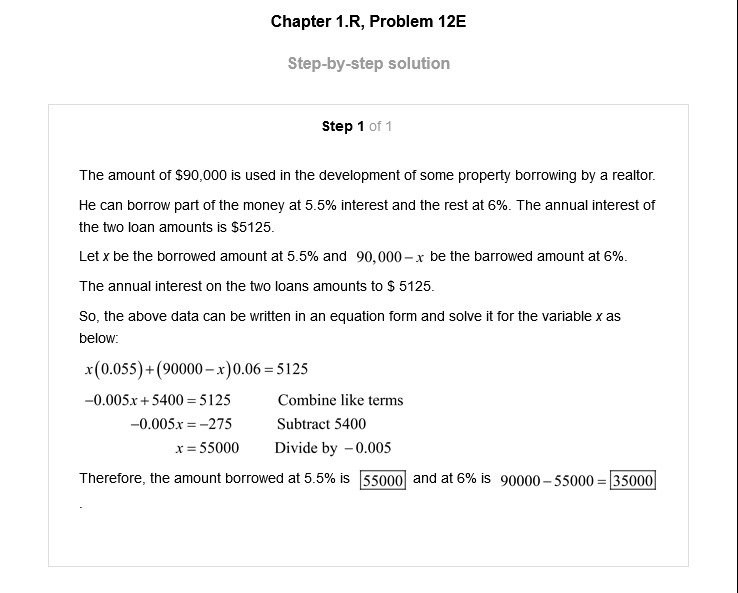 Chapter 1.R, Problem 12E
Step-by-step solution
Step 1 of 1
The amount of $90,000 is used in the development of some property borrowing by a realtor.
He can borrow part of the money at 5.5% interest and the rest at 6%. The annual interest of
the two loan amounts is $5125.
Let x be the borrowed amount at 5.5% and 90,000 – x be the barrowed amount at 6%.
The annual interest on the two loans amounts to $ 5125.
So, the above data can be written in an equation form and solve it for the variable x as
below:
x(0.055)+(90000–x)0.06=5125
–0.005x+5400=5125 Combine like terms
–0.005x=–275 Subtract 5400
x=55000 Divide by –0.005
Therefore, the amount borrowed at 5.5% is 55000 and at 6% is 90000–55000=35000
.